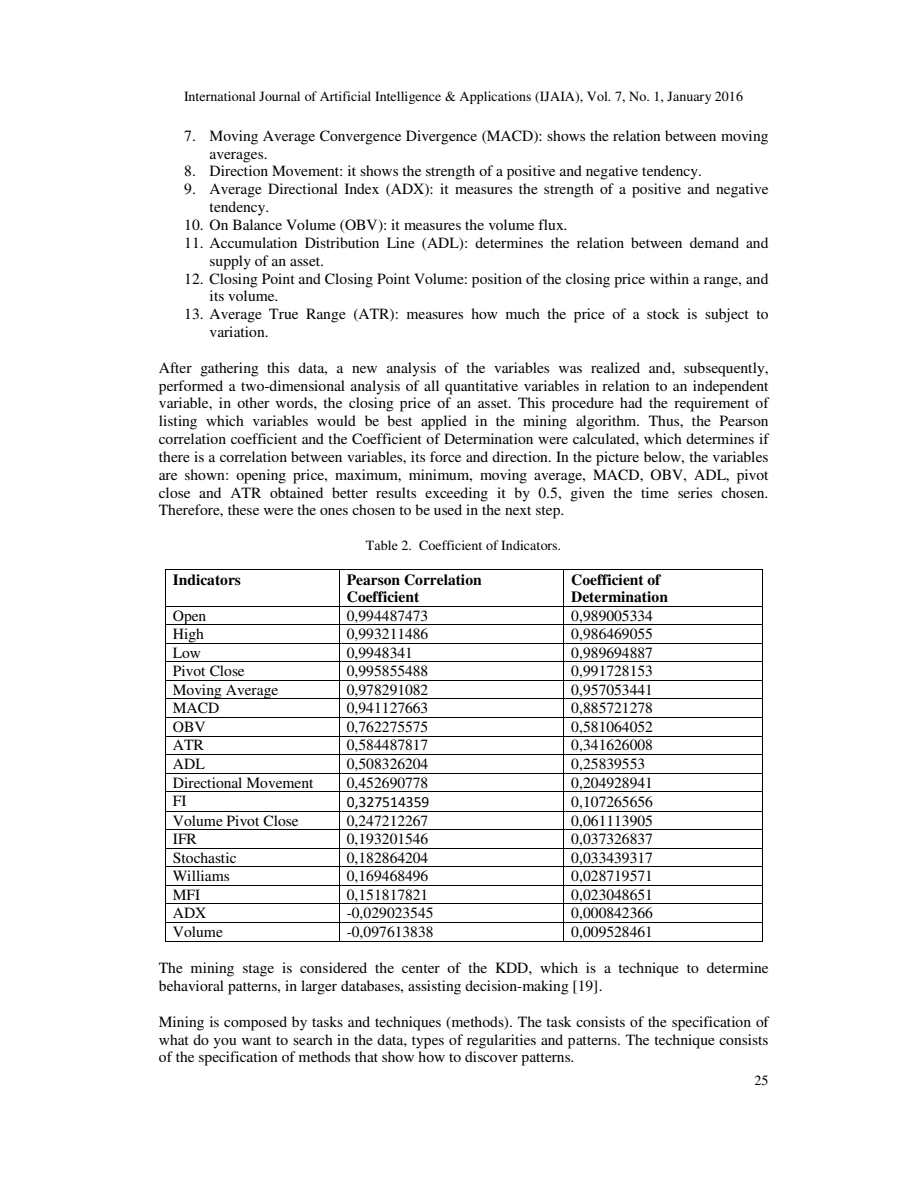 International Journal of Artificial Intelligence & Applications (IJAIA), Vol. 7, No. 1, January 2016
7. Moving Average Convergence Divergence (MACD): shows the relation between moving
averages.
8. Direction Movement: it shows the strength of a positive and negative tendency.
9. Average Directional Index (ADX): it measures the strength of a positive and negative
tendency.
10. On Balance Volume (OBV): it measures the volume flux.
11. Accumulation Distribution Line (ADL): determines the relation between demand and
supply of an asset.
12. Closing Point and Closing Point Volume: position of the closing price within a range, and
its volume.
13. Average True Range (ATR): measures how much the price of a stock is subject to
variation.
After gathering this data, a new analysis of the variables was realized and, subsequently,
performed a two-dimensional analysis of all quantitative variables in relation to an independent
variable, in other words, the closing price of an asset. This procedure had the requirement of
listing which variables would be best applied in the mining algorithm. Thus, the Pearson
correlation coefficient and the Coefficient of Determination were calculated, which determines if
there is a correlation between variables, its force and direction. In the picture below, the variables
are shown: opening price, maximum, minimum, moving average, MACD, OBV, ADL, pivot
close and ATR obtained better results exceeding it by 0.5, given the time series chosen.
Therefore, these were the ones chosen to be used in the next step.
Table 2. Coefficient of Indicators.
Indicators Pearson Correlation Coefficient of
Coefficient Determination
Open 0,994487473 0,989005334
High 0,993211486 0,986469055
Low 0,9948341 0,989694887
Pivot Close 0,995855488 0,991728153
Moving Average 0,978291082 0,957053441
MACD 0,941127663 0,885721278
OBV 0,762275575 0,581064052
ATR 0,584487817 0,341626008
ADL 0,508326204 0,25839553
Directional Movement 0,452690778 0,204928941
FI 0,327514359 0,107265656
Volume Pivot Close 0,247212267 0,061113905
IFR 0,193201546 0,037326837
Stochastic 0,182864204 0,033439317
Williams 0,169468496 0,028719571
MFI 0,151817821 0,023048651
ADX -0,029023545 0,000842366
Volume -0,097613838 0,009528461
The mining stage is considered the center of the KDD, which is a technique to determine
behavioral patterns, in larger databases, assisting decision-making [19].
Mining is composed by tasks and techniques (methods). The task consists of the specification of
what do you want to search in the data, types of regularities and patterns. The technique consists
of the specification of methods that show how to discover patterns.
25